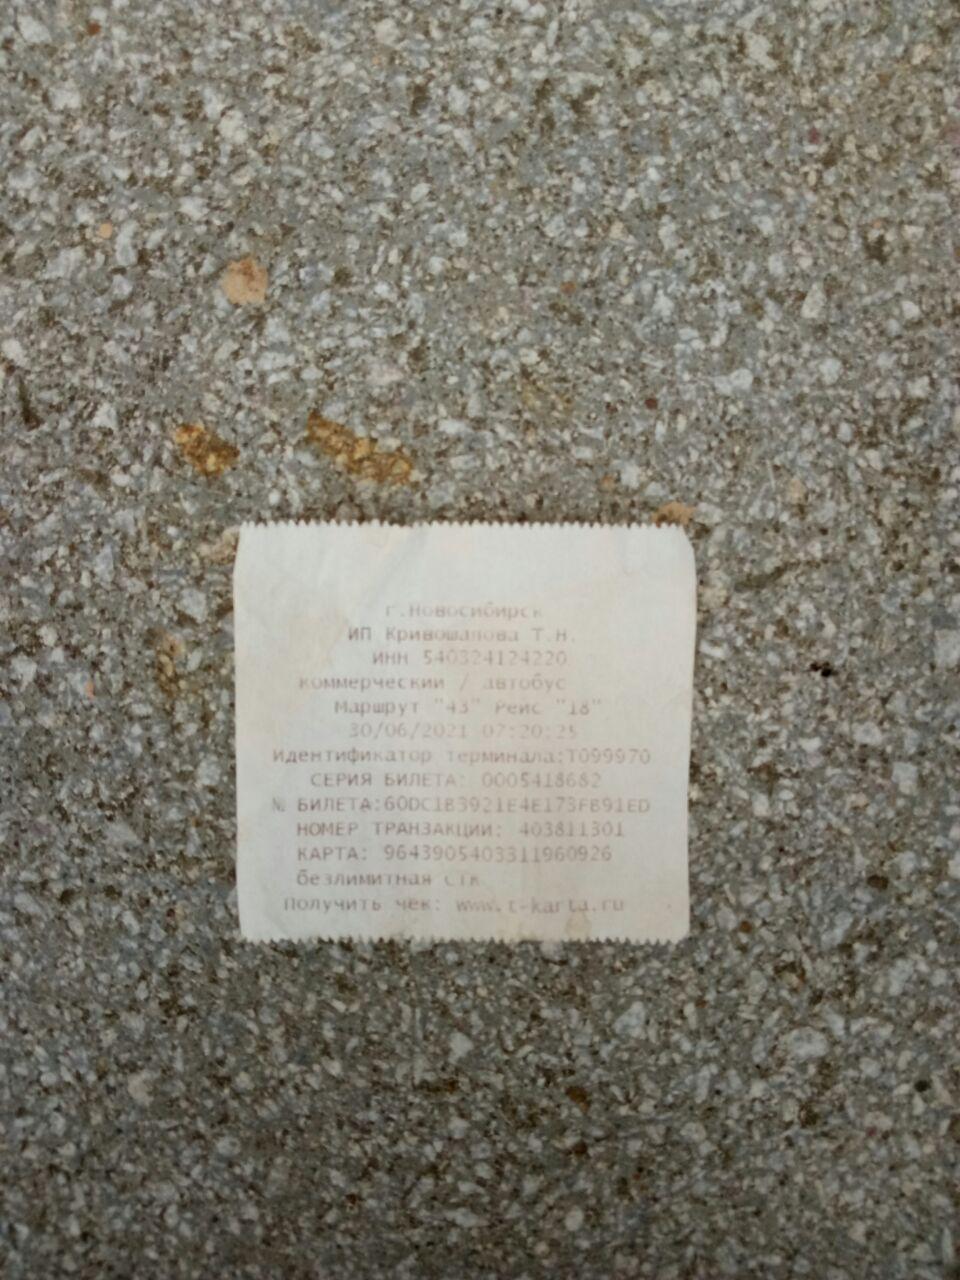 г.Новосибирск
ИП Кривошапова Т.Н.
ИНН 540324124220
коммерческий / автобус
Маршрут "43" Рейс "18"
30/06/2021 07:20:25
Идентификатор терминала:T099970
СЕРИЯ БИЛЕТА: 0005418682
№ БИЛЕТА:60DC1B3921E4E173FB91ED
НОМЕР ТРАНЗАКЦИИ: 403811301
КАРТА: 9643905403311960926
безлимитная стк
Получить чек: www.t-karta.ru